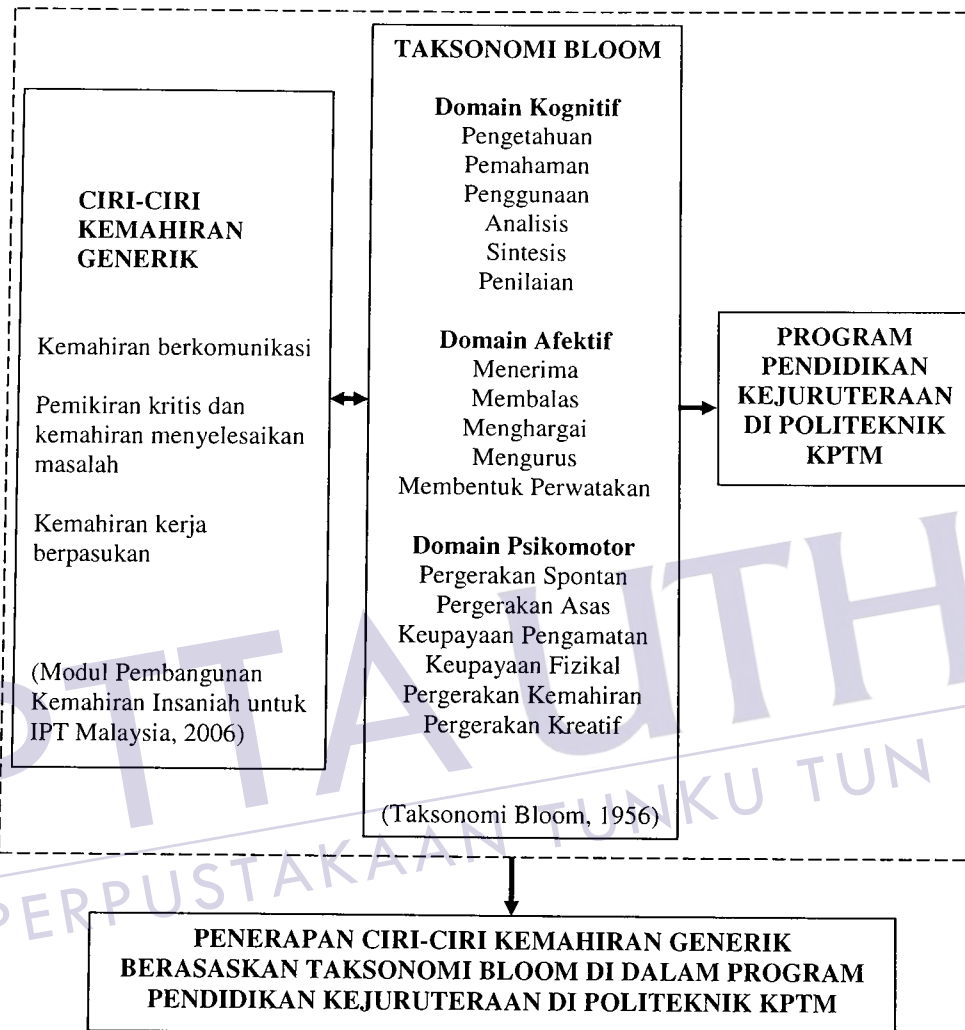 CIRI-CIRI
KEMAHIRAN
GENERIK
Kemahiran berkomunikasi
Pemikiran kritis dan
kemahiran menyelesaikan
masalah
Kemahiran kerja
berpasukan
(Modul Pembangunan
Kemahiran Insaniah untuk
IPT Malaysia, 2006)
TAKSONOMI BLOOM
Domain Kognitif
Pengetahuan
Pemahaman
Penggunaan
Analisis
Sintesis
Penilaian
Domain Afektif
Menerima
Membalas
Menghargai
Mengurus
Membentuk Perwatakan
Domain Psikomotor
Pergerakan Spontan
Pergerakan Asas
Keupayaan Pengamatan
Keupayaan Fizikal
Pergerakan Kemahiran
Pergerakan Kreatif
(Taksonomi Bloom, 1956)
PROGRAM
PENDIDIKAN
KEJURUTERAAN
DI POLITEKNIK
KPTM
PENERAPAN CIRI-CIRI KEMAHIRAN GENERIK
BERASASKAN TAKSONOMI BLOOM DI DALAM PROGRAM
PENDIDIKAN KEJURUTERAAN DI POLITEKNIK KPTM
PTTA UTH
PERPUSTAKAAN TUNKU TUN